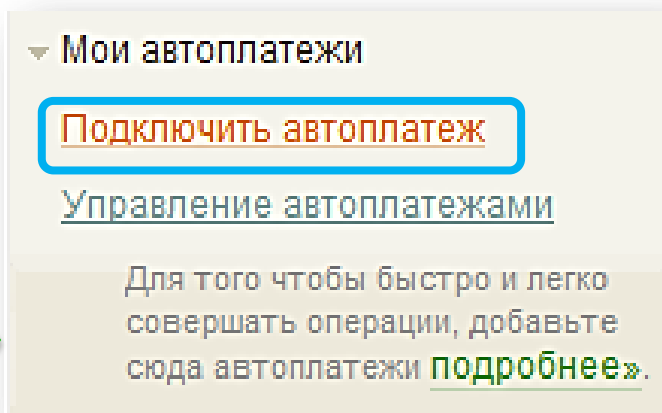 Мои автоплатежи
Подключить автоплатеж
Управление автоплатежами
Для того чтобы быстро и легко
совершать операции, добавьте
сюда автоплатежи подробнее».